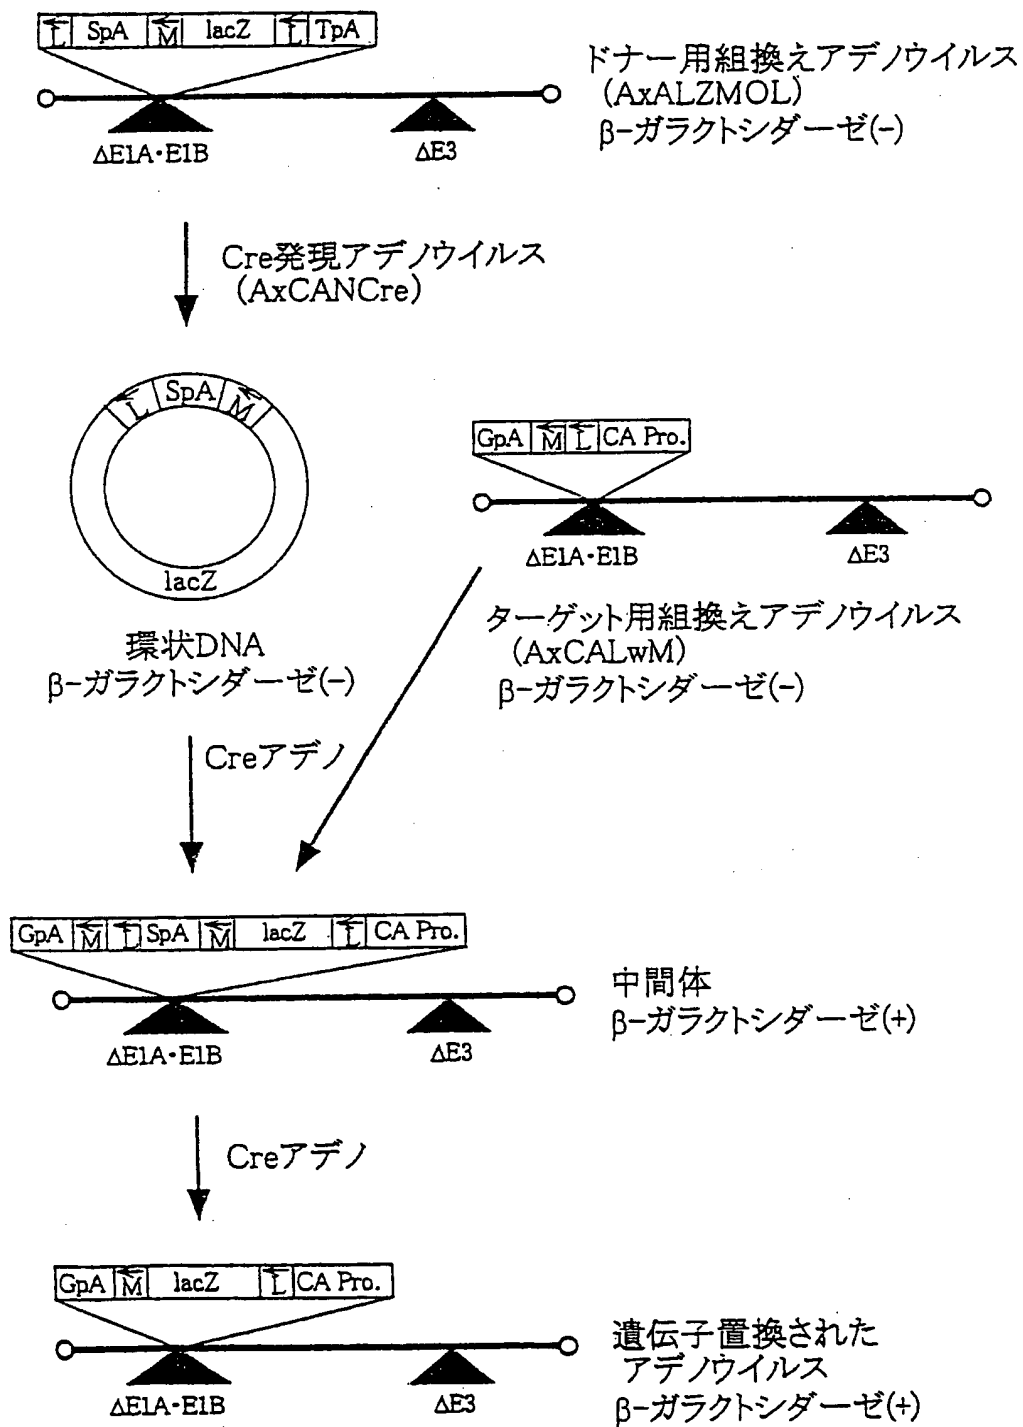 L SpA M lacZ L TpA
ドナー用組換えアデノウイルス
(AxALZMOL)
β-ガラクトシダーゼ(-)
ΔE1A・E1B ΔE3
Cre発現アデノウイルス
(AxCANCre)
L SpA M
lacZ
環状DNA
β-ガラクトシダーゼ(-)
GpA M L CA Pro.
ΔE1A・E1B ΔE3
ターゲット用組換えアデノウイルス
(AxCALwM)
β-ガラクトシダーゼ(-)
Creアデノ
GpA M L SpA M lacZ L CA Pro.
中間体
β-ガラクトシダーゼ(+)
ΔE1A・E1B ΔE3
Creアデノ
GpA M lacZ L CA Pro.
遺伝子置換された
アデノウイルス
β-ガラクトシダーゼ(+)
ΔE1A・E1B ΔE3